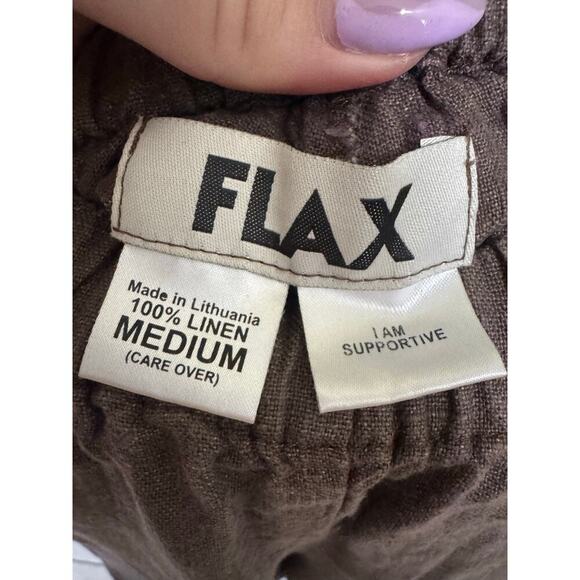 FLAX
Made in Lithuania
100% LINEN
MEDIUM
(CARE OVER)
I AM
SUPPORTIVE